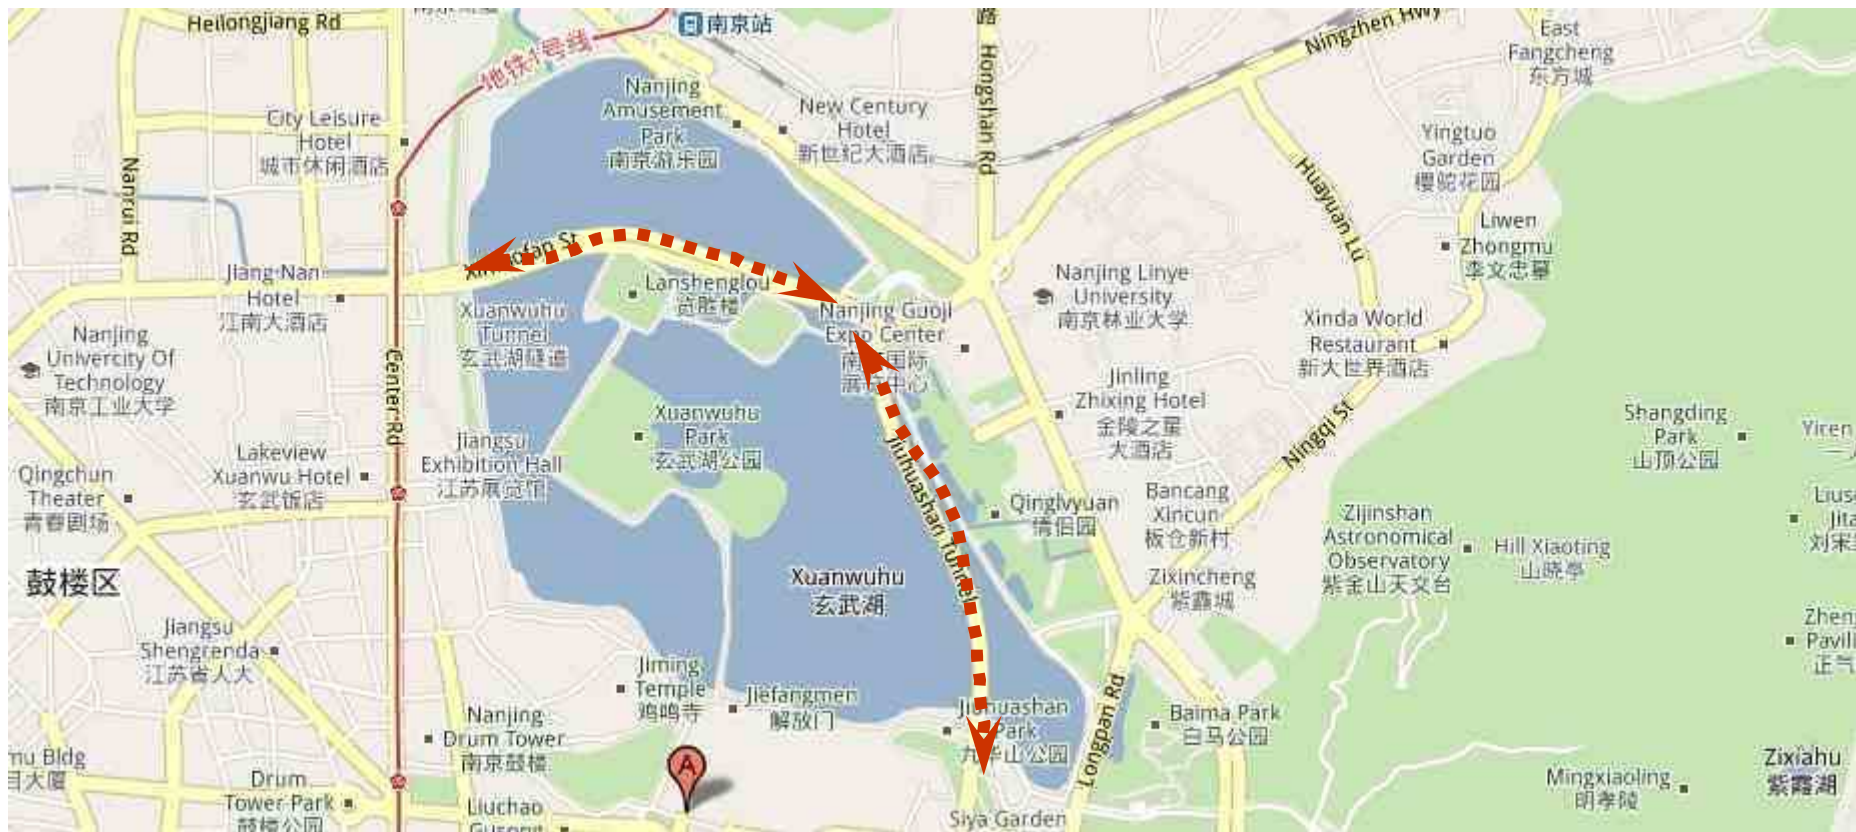 Heilongjiang Rd
南京站
路
Ningzhen Hwy
East
Fangcheng
东方城
地铁1号线
Hongshan Rd
Nanjing
Amusement
Park
南京游乐园
New Century
Hotel
新世纪大酒店
City Leisure
Hotel
城市休闲酒店
Yingtuo
Garden
樱驼花园
Nanrui Rd
Huayuan Lu
Liwen
Zhongmu
李文忠墓
St
Jiang Nan
Hotel
江南大酒店
Lanshenglou
览胜楼
Nanjing Linye
University
南京林业大学
Xuanwuhu
Tunnel
玄武湖隧道
Nanjing Guoji
Expo Center
Xinda World
Restaurant
新大世界酒店
Nanjing
Univercity Of
Technology
南京工业大学
Center Rd
Jinling
Zhixing Hotel
金陵之星
大酒店
Xuanwuhu
Park
玄武湖公园
Shangding
Park
山顶公园
Yiren
Ningqi St
Jiuhuashan Tunnel
Jiangsu
Exhibition Hall
江苏展览馆
Lakeview
Xuanwu Hotel
玄武饭店
Qingchun
Theater
青春剧场
Qinglvyuan
情侣园
Bancang
Xincun
板仓新村
Zijinshan
Astronomical
Observatory
紫金山天文台
Hill Xiaoting
山晓亭
鼓楼区
Xuanwuhu
玄武湖
Zixincheng
紫鑫城
Jiangsu
Shengrenda
江苏省人大
Jiming
Temple
鸡鸣寺
Jiefangmen
解放门
Nanjing
Drum Tower
南京鼓楼
Jiuhuashan
Park
九华山公园
Longpan Rd
Baima Park
白马公园
mu Bldg
目大厦
Drum
Tower Park
鼓楼公园
Liuchao
A
Siya Garden
Mingxiaoling
明孝陵
Zixiahu
紫霞湖